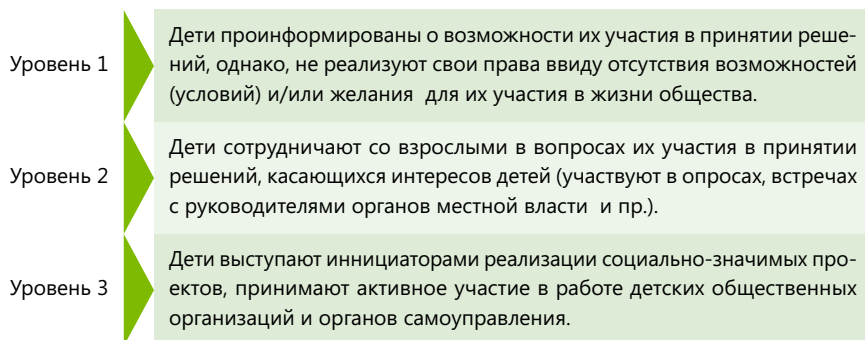 Уровень 1
Дети проинформированы о возможности их участия в принятии реше-
ний, однако, не реализуют свои права ввиду отсутствия возможностей
(условий) и/или желания для их участия в жизни общества.
Уровень 2
Дети сотрудничают со взрослыми в вопросах их участия в принятии
решений, касающихся интересов детей (участвуют в опросах, встречах
с руководителями органов местной власти и пр.).
Уровень 3
Дети выступают иннициаторами реализации социально-значимых про-
ектов, принимают активное участие в работе детских общественных
организаций и органов самоуправления.